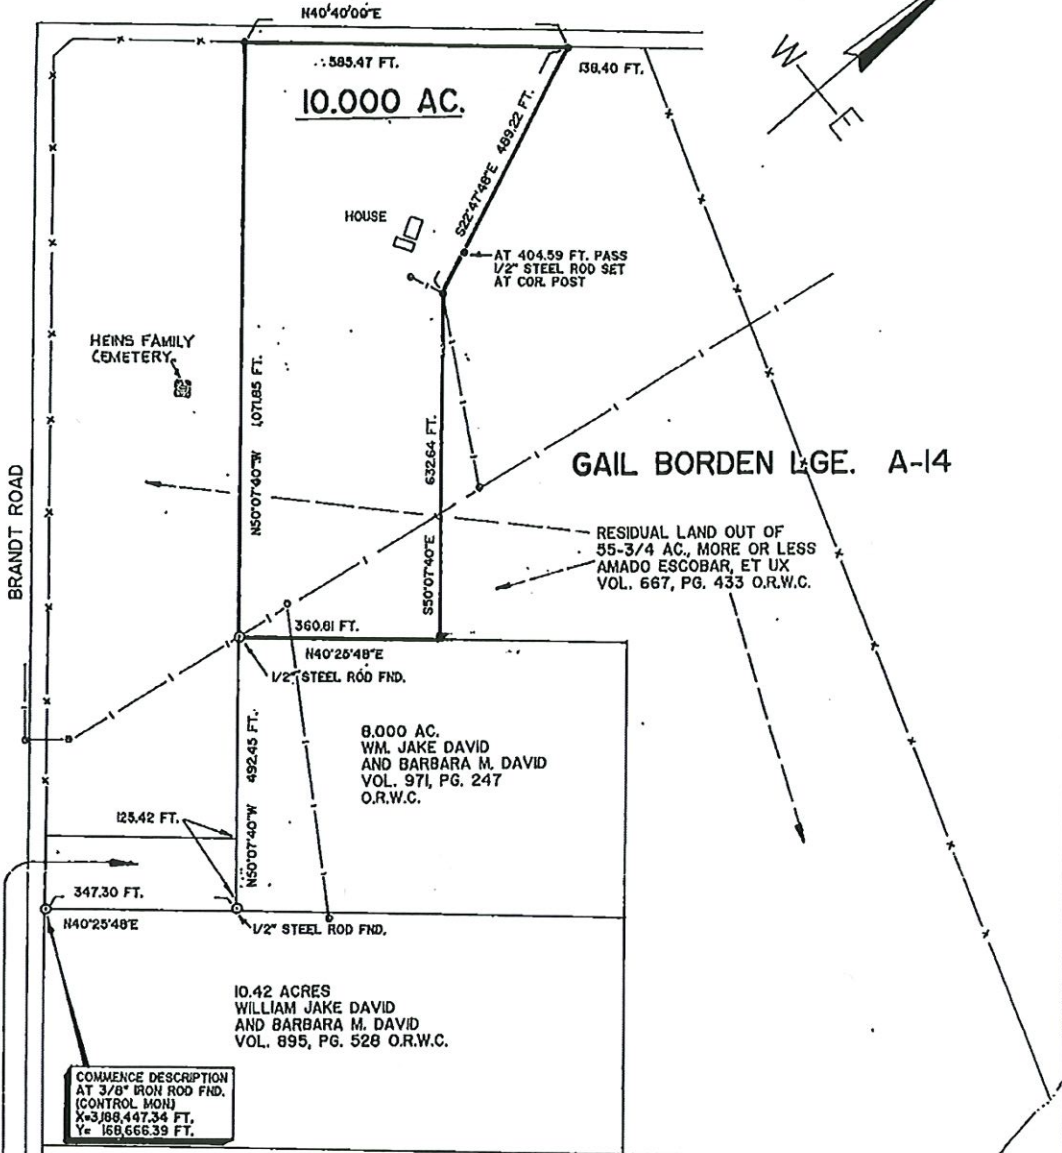 N40°40'00"E
585.47 FT.
138.40 FT.
10.000 AC.
W
E
S22°47'48"E 489.22 FT.
HOUSE
AT 404.59 FT. PASS
1/2" STEEL ROD SET
AT COR. POST
HEINS FAMILY
CEMETERY
N50°07'40"W 1,071.85 FT.
S50°07'40"E 632.64 FT.
GAIL BORDEN LGE. A-14
BRANDT ROAD
RESIDUAL LAND OUT OF
55-3/4 AC., MORE OR LESS
AMADO ESCOBAR, ET UX
VOL. 667, PG. 433 O.R.W.C.
360.81 FT.
N40°25'48"E
1/2" STEEL ROD FND.
8.000 AC.
WM. JAKE DAVID
AND BARBARA M. DAVID
VOL. 971, PG. 247
O.R.W.C.
N50°07'40"W 492.45 FT.
125.42 FT.
347.30 FT.
N40°25'48"E
1/2" STEEL ROD FND.
10.42 ACRES
WILLIAM JAKE DAVID
AND BARBARA M. DAVID
VOL. 895, PG. 528 O.R.W.C.
COMMENCE DESCRIPTION
AT 3/8" IRON ROD FND.
(CONTROL MON.)
X=3,188,447.34 FT.
Y= 168,666.39 FT.